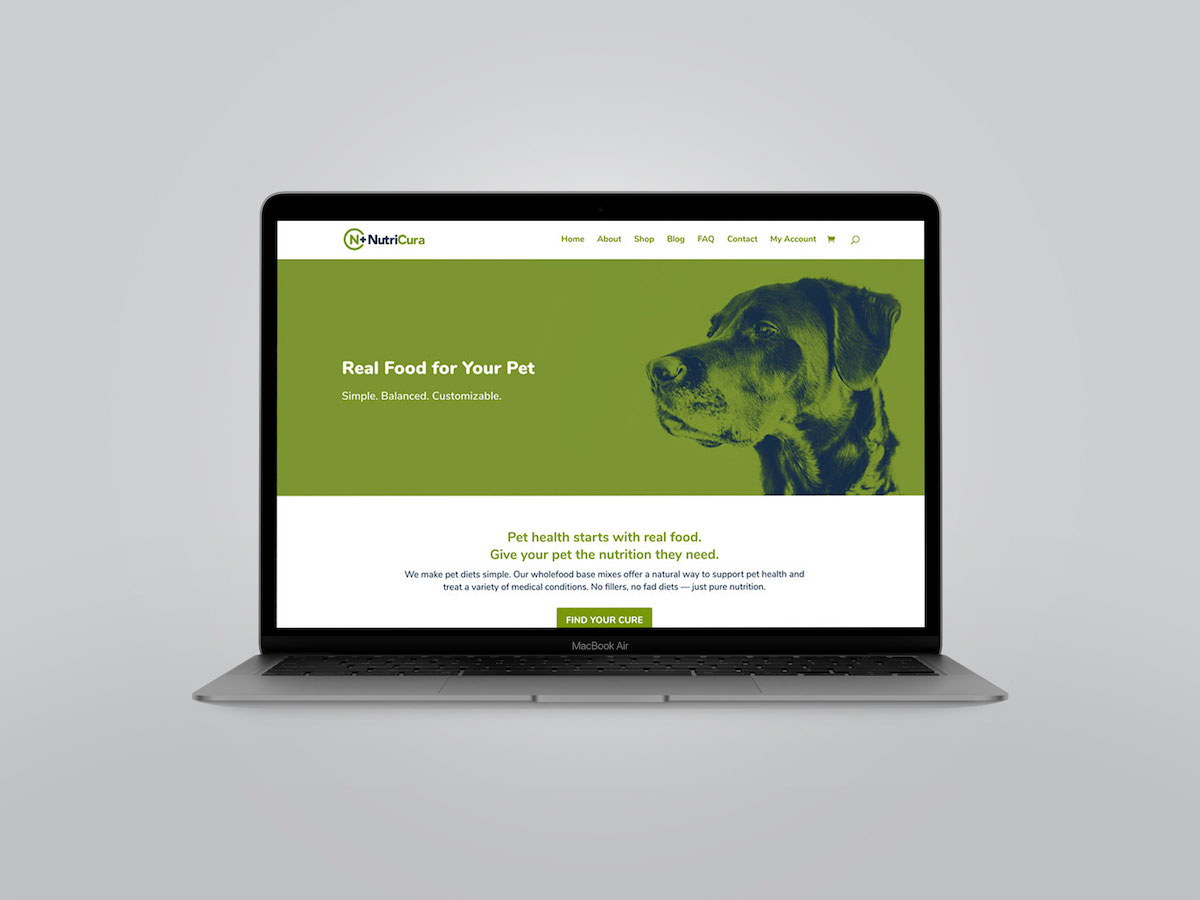 N+NutriCura
Home About Shop Blog FAQ Contact My Account
Real Food for Your Pet
Simple. Balanced. Customizable.
Pet health starts with real food.
Give your pet the nutrition they need.
We make pet diets simple. Our wholefood base mixes offer a natural way to support pet health and
treat a variety of medical conditions. No fillers, no fad diets — just pure nutrition.
FIND YOUR CURE
MacBook Air